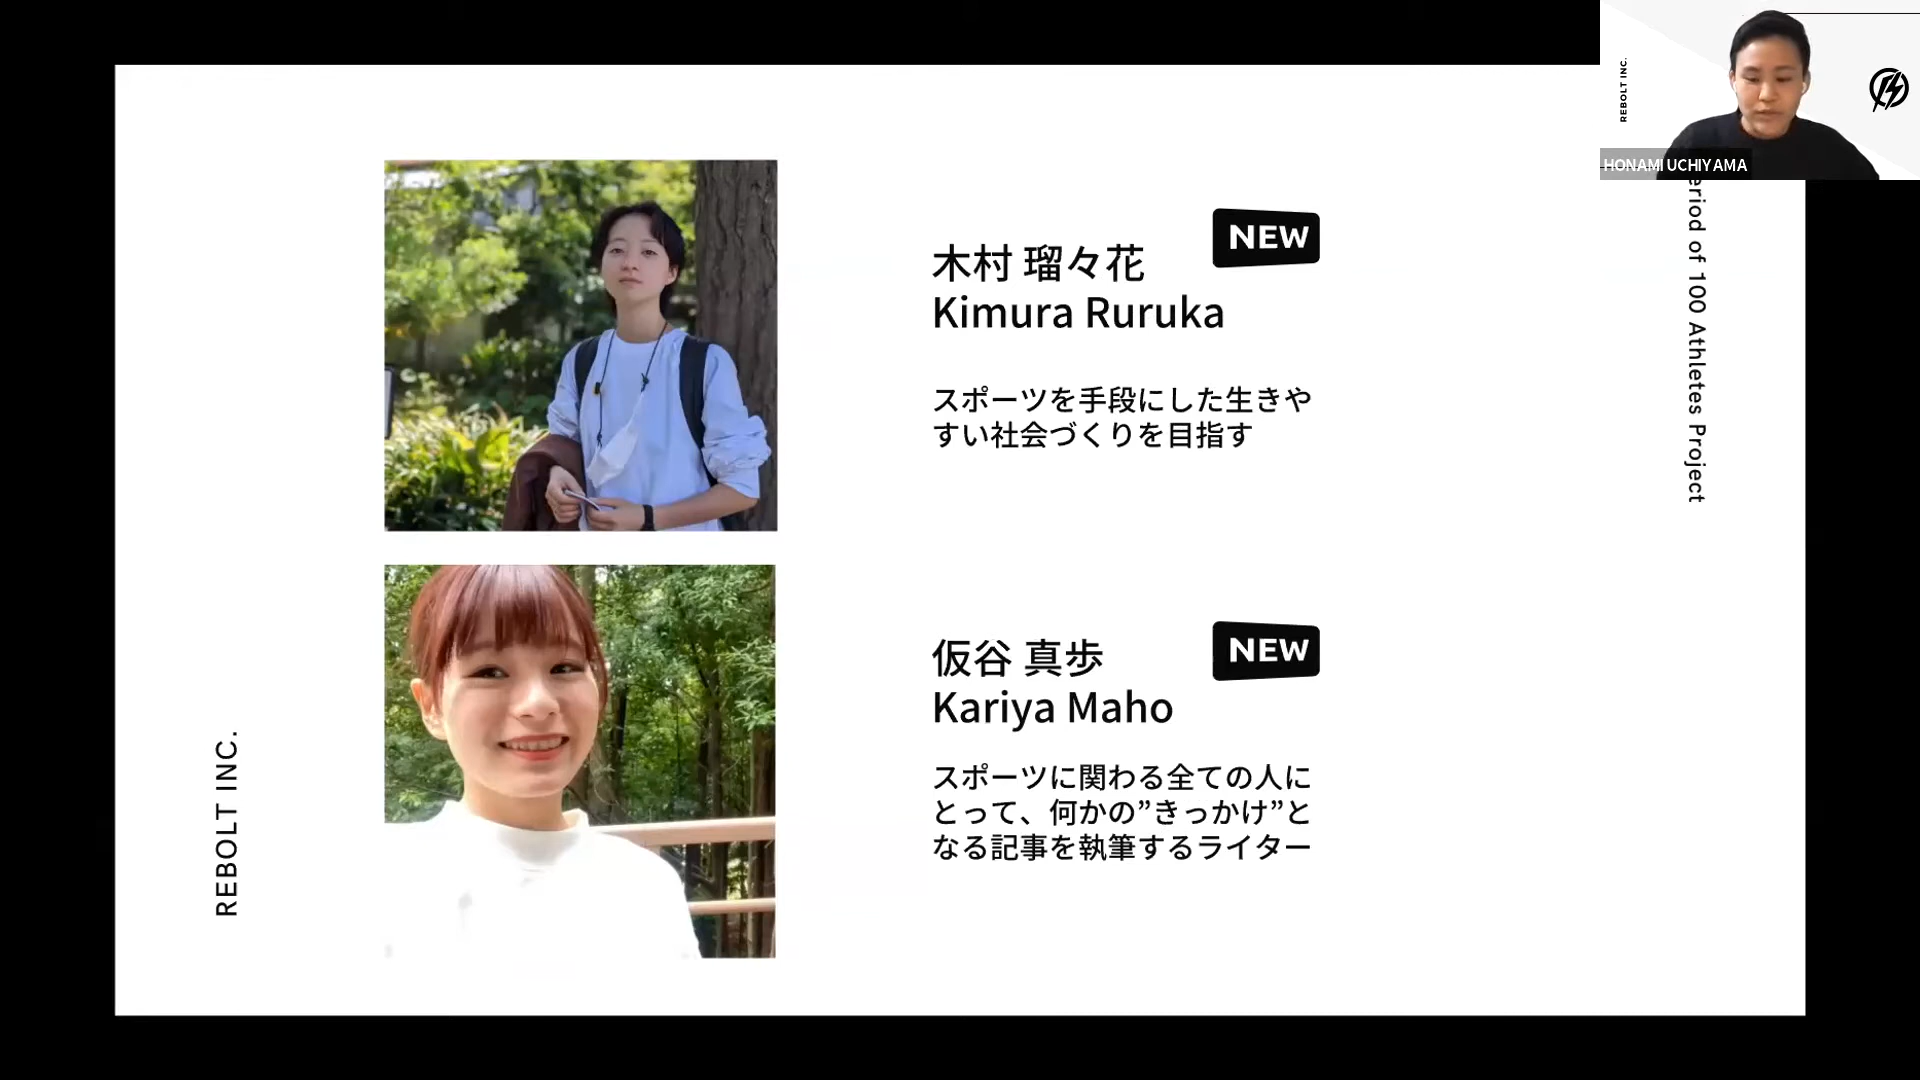 木村 瑠々花
NEW
Kimura Ruruka
スポーツを手段にした生きや
すい社会づくりを目指す
仮谷 真歩
NEW
Kariya Maho
スポーツに関わる全ての人に
とって、何かの”きっかけ”と
なる記事を執筆するライター
REBOLT INC.
eriod of 100 Athletes Project
REBOLT INC.
HONAMI UCHIYAMA